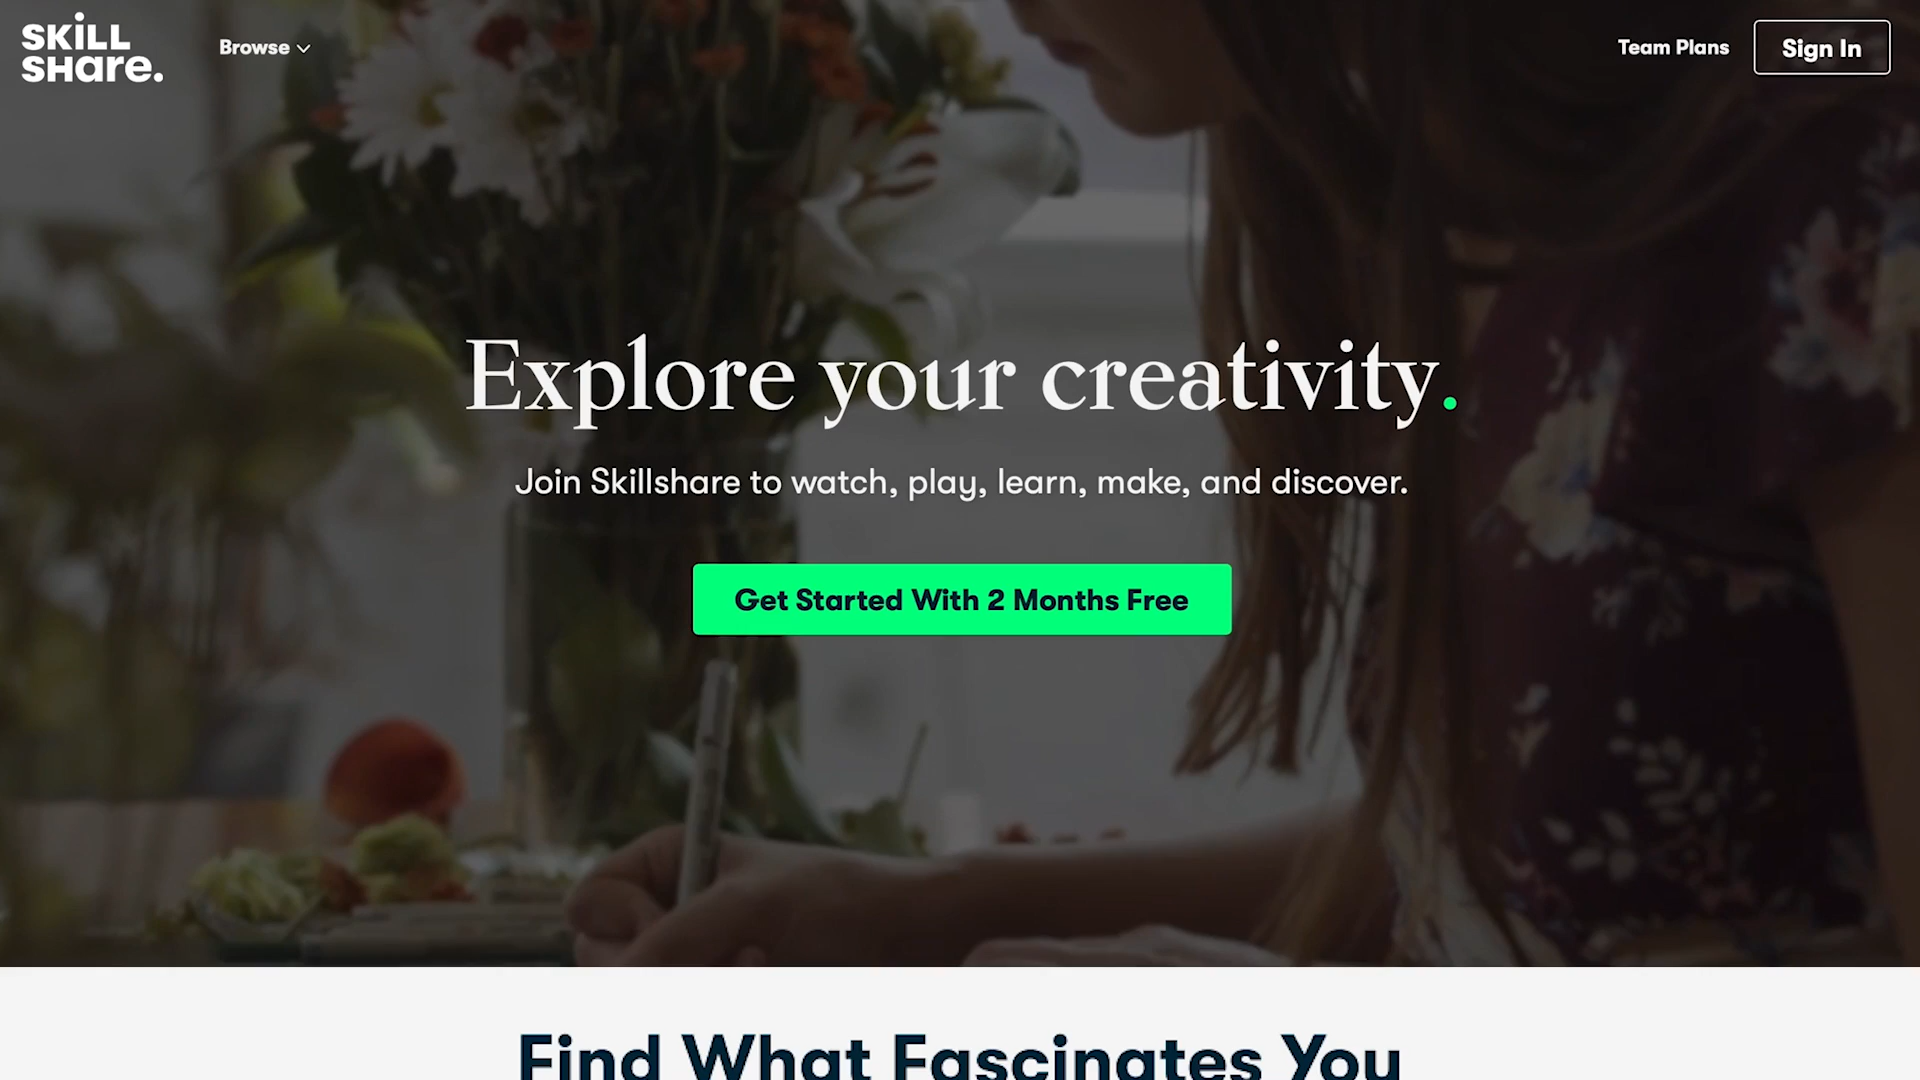 SKILL
SHare.
Browse
Team Plans
Sign In
Explore your creativity.
Join Skillshare to watch, play, learn, make, and discover.
Get Started With 2 Months Free
Find What Fascinates You